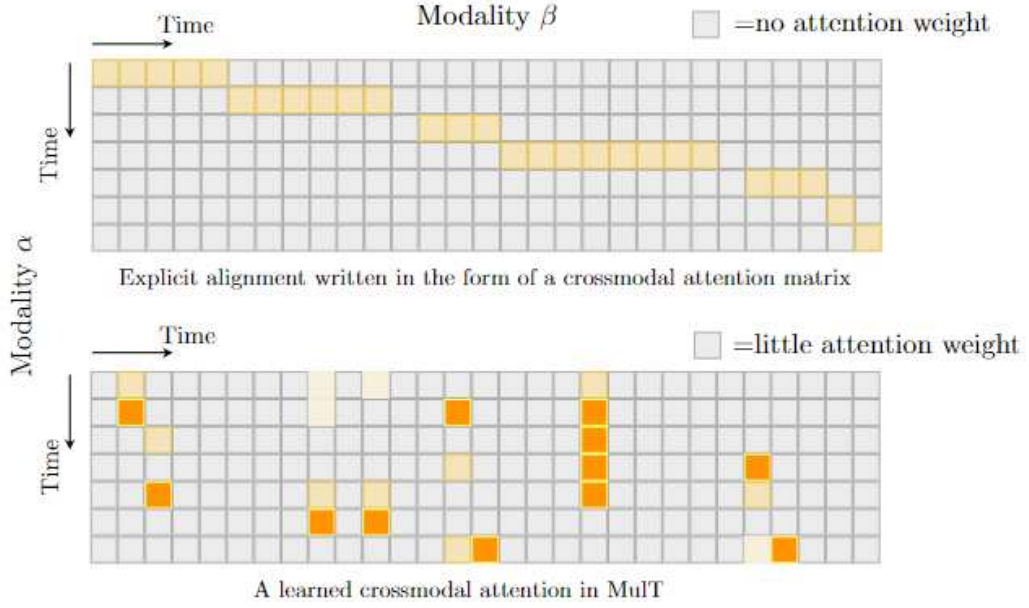 Modality β
Time
=no attention weight
Time
Explicit alignment written in the form of a crossmodal attention matrix
Modality α
Time
=little attention weight
Time
A learned crossmodal attention in MulT